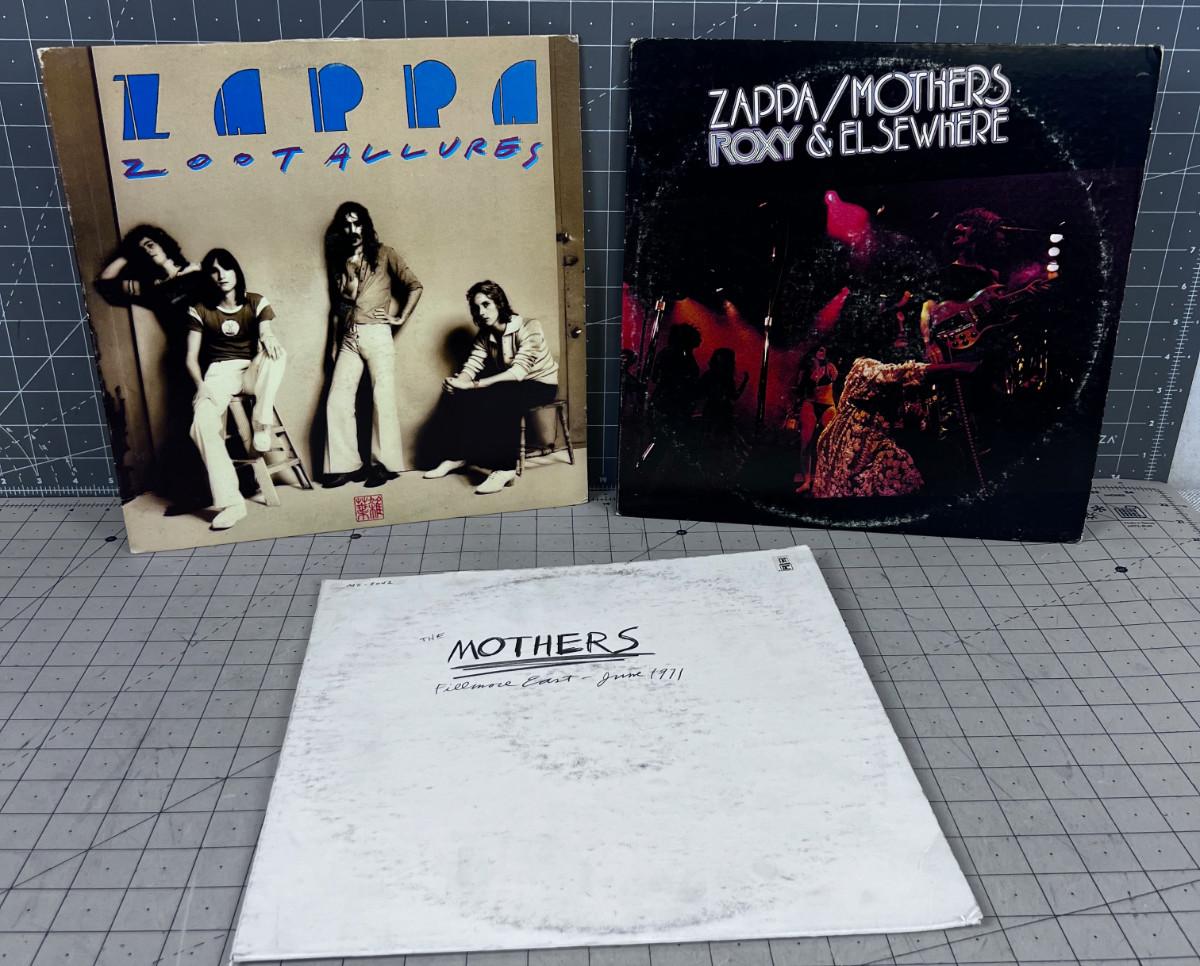 ZAPPA
ZOOT ALLURES
ZAPPA/MOTHERS
ROXY & ELSEWHERE
THE
MOTHERS
Fillmore East - June 1971